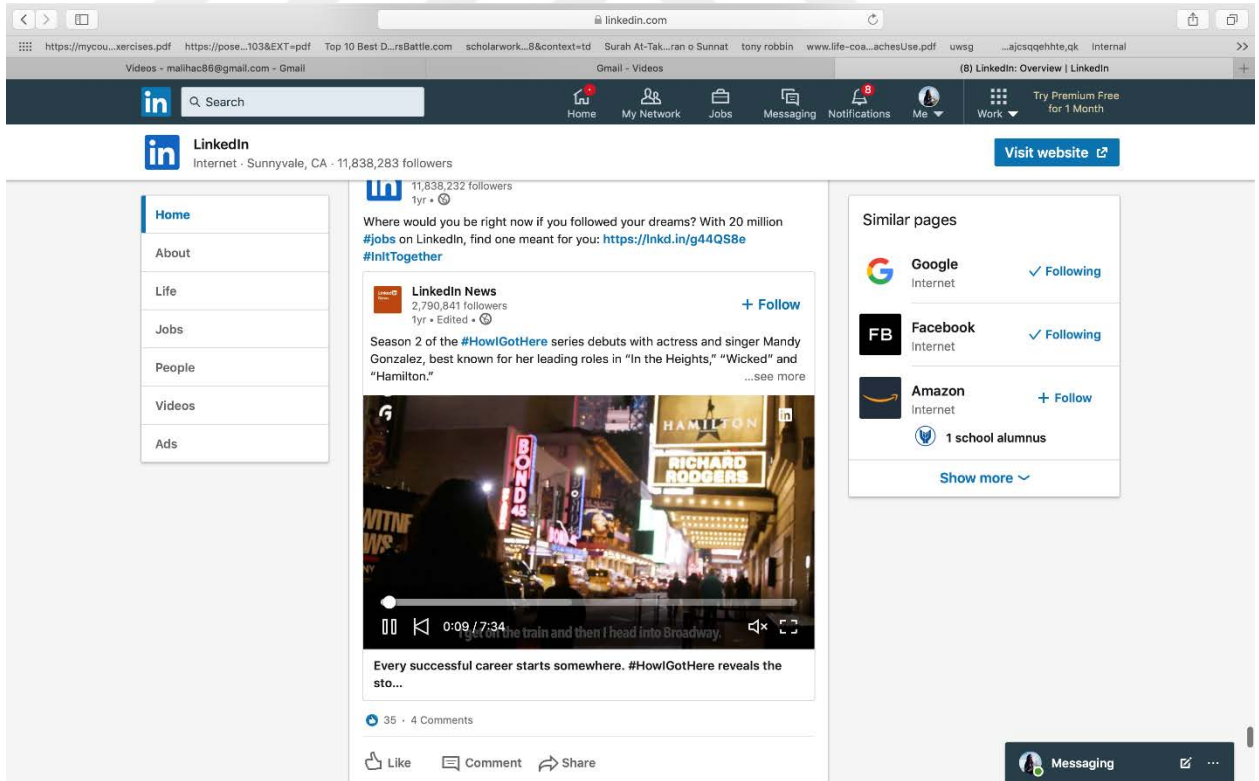 linkedin.com
https://mycou...xercises.pdf https://pose...103&EXT=pdf Top 10 Best D...rsBattle.com scholarwork...8&context=td Surah At-Tak...ran o Sunnat tony robbin www.life-coa...achesUse.pdf uwsg ...ajcsqqehhte,qk Internal >>
Videos - malihac86@gmail.com - Gmail Gmail - Videos (8) LinkedIn: Overview | LinkedIn +
in Search Home My Network Jobs Messaging 8 Notifications Me Work Try Premium Free
for 1 Month
in LinkedIn
Internet · Sunnyvale, CA · 11,838,283 followers
Visit website
Home
About
Life
Jobs
People
Videos
Ads
in 11,838,232 followers
1yr •
Where would you be right now if you followed your dreams? With 20 million
#jobs on LinkedIn, find one meant for you: https://lnkd.in/g44QS8e
#InItTogether
LinkedIn News
2,790,841 followers
1yr • Edited •
+ Follow
Season 2 of the #HowIGotHere series debuts with actress and singer Mandy
Gonzalez, best known for her leading roles in “In the Heights,” “Wicked” and
“Hamilton.” ...see more
in
HAMILTON
RICHARD
RODGERS
BOND
45
0:09 / 7:34
I get on the train and then I head into Broadway.
Every successful career starts somewhere. #HowIGotHere reveals the
sto...
35 · 4 Comments
Like Comment Share
Similar pages
Google
Internet
✓ Following
FB Facebook
Internet
✓ Following
Amazon
Internet
+ Follow
1 school alumnus
Show more
Messaging ...